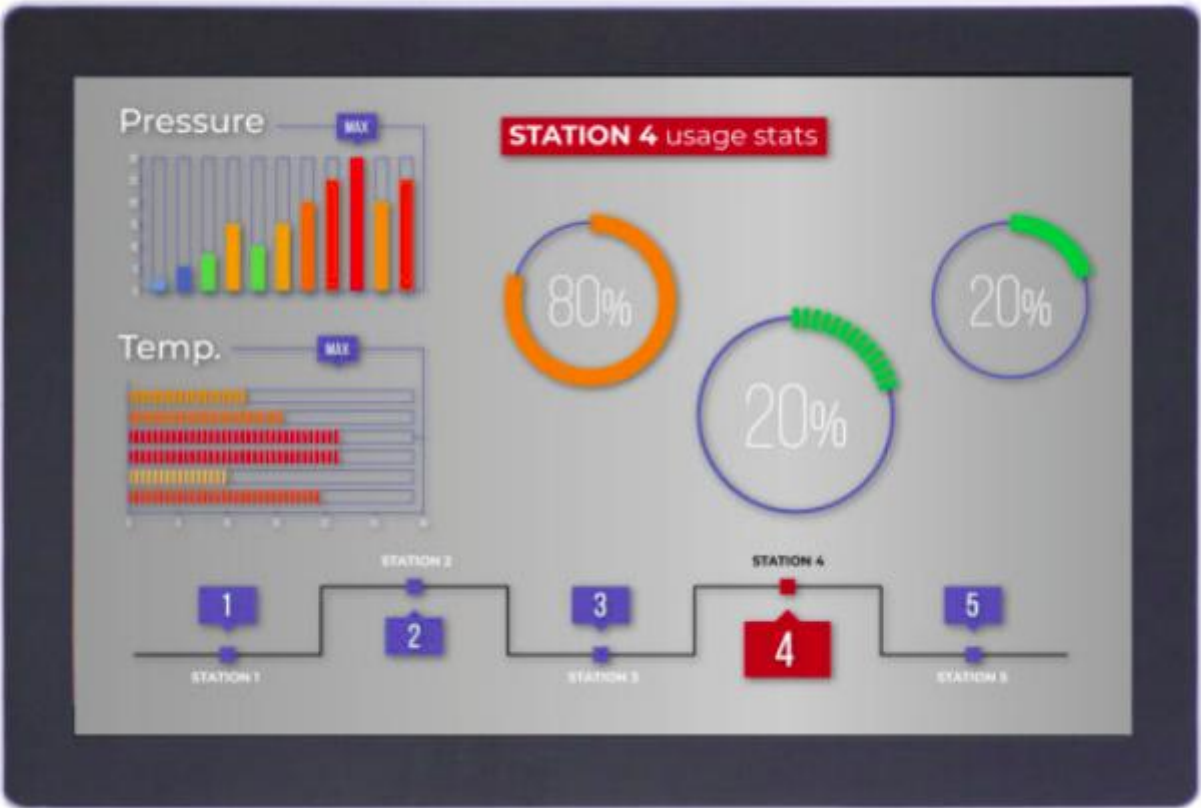 Pressure
MAX
STATION 4 usage stats
80%
20%
20%
Temp.
MAX
STATION 2
STATION 4
1
3
5
2
4
STATION 1
STATION 3
STATION 5